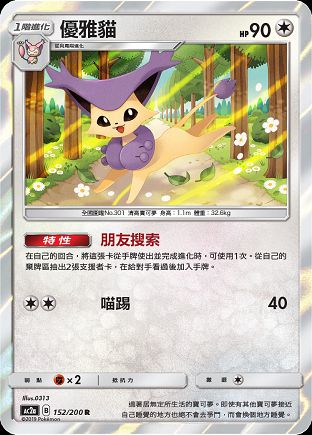 1階進化 優雅貓 HP 90
從向尾喵進化
全國圖鑑No.301 清高寶可夢 身高：1.1m 體重：32.6kg
特性 朋友搜索
在自己的回合，將這張卡從手牌使出並完成進化時，可使用1次。從自己的
棄牌區抽出2張支援者卡，在給對手看過後加入手牌。
喵踢 40
弱點 ×2 抵抗力 撤退
Illus.0313
AC2a B 152/200 R
©2019 Pokémon
過著居無定所生活的寶可夢。即使有其他寶可夢接近
自己睡覺的地方也絕不會去爭鬥，而會換個地方睡覺。